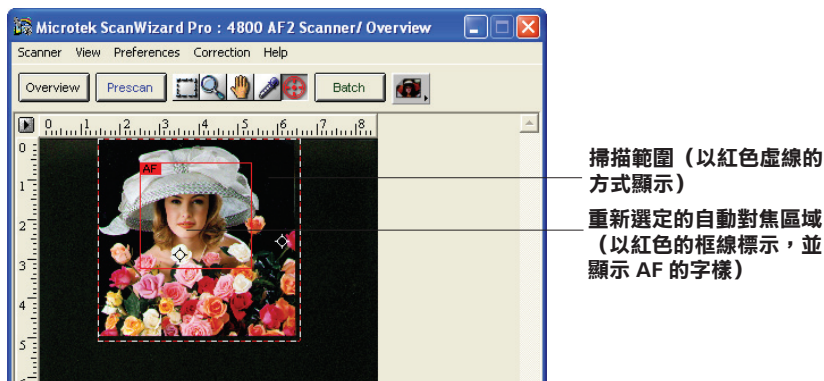 Microtek ScanWizard Pro : 4800 AF2 Scanner/ Overview
Scanner View Preferences Correction Help
Overview Prescan Batch
0 1 2 3 4 5 6 7 8
0
1
AF
2
3
4
5
掃描範圍（以紅色虛線的
方式顯示）
重新選定的自動對焦區域
（以紅色的框線標示，並
顯示 AF 的字樣）